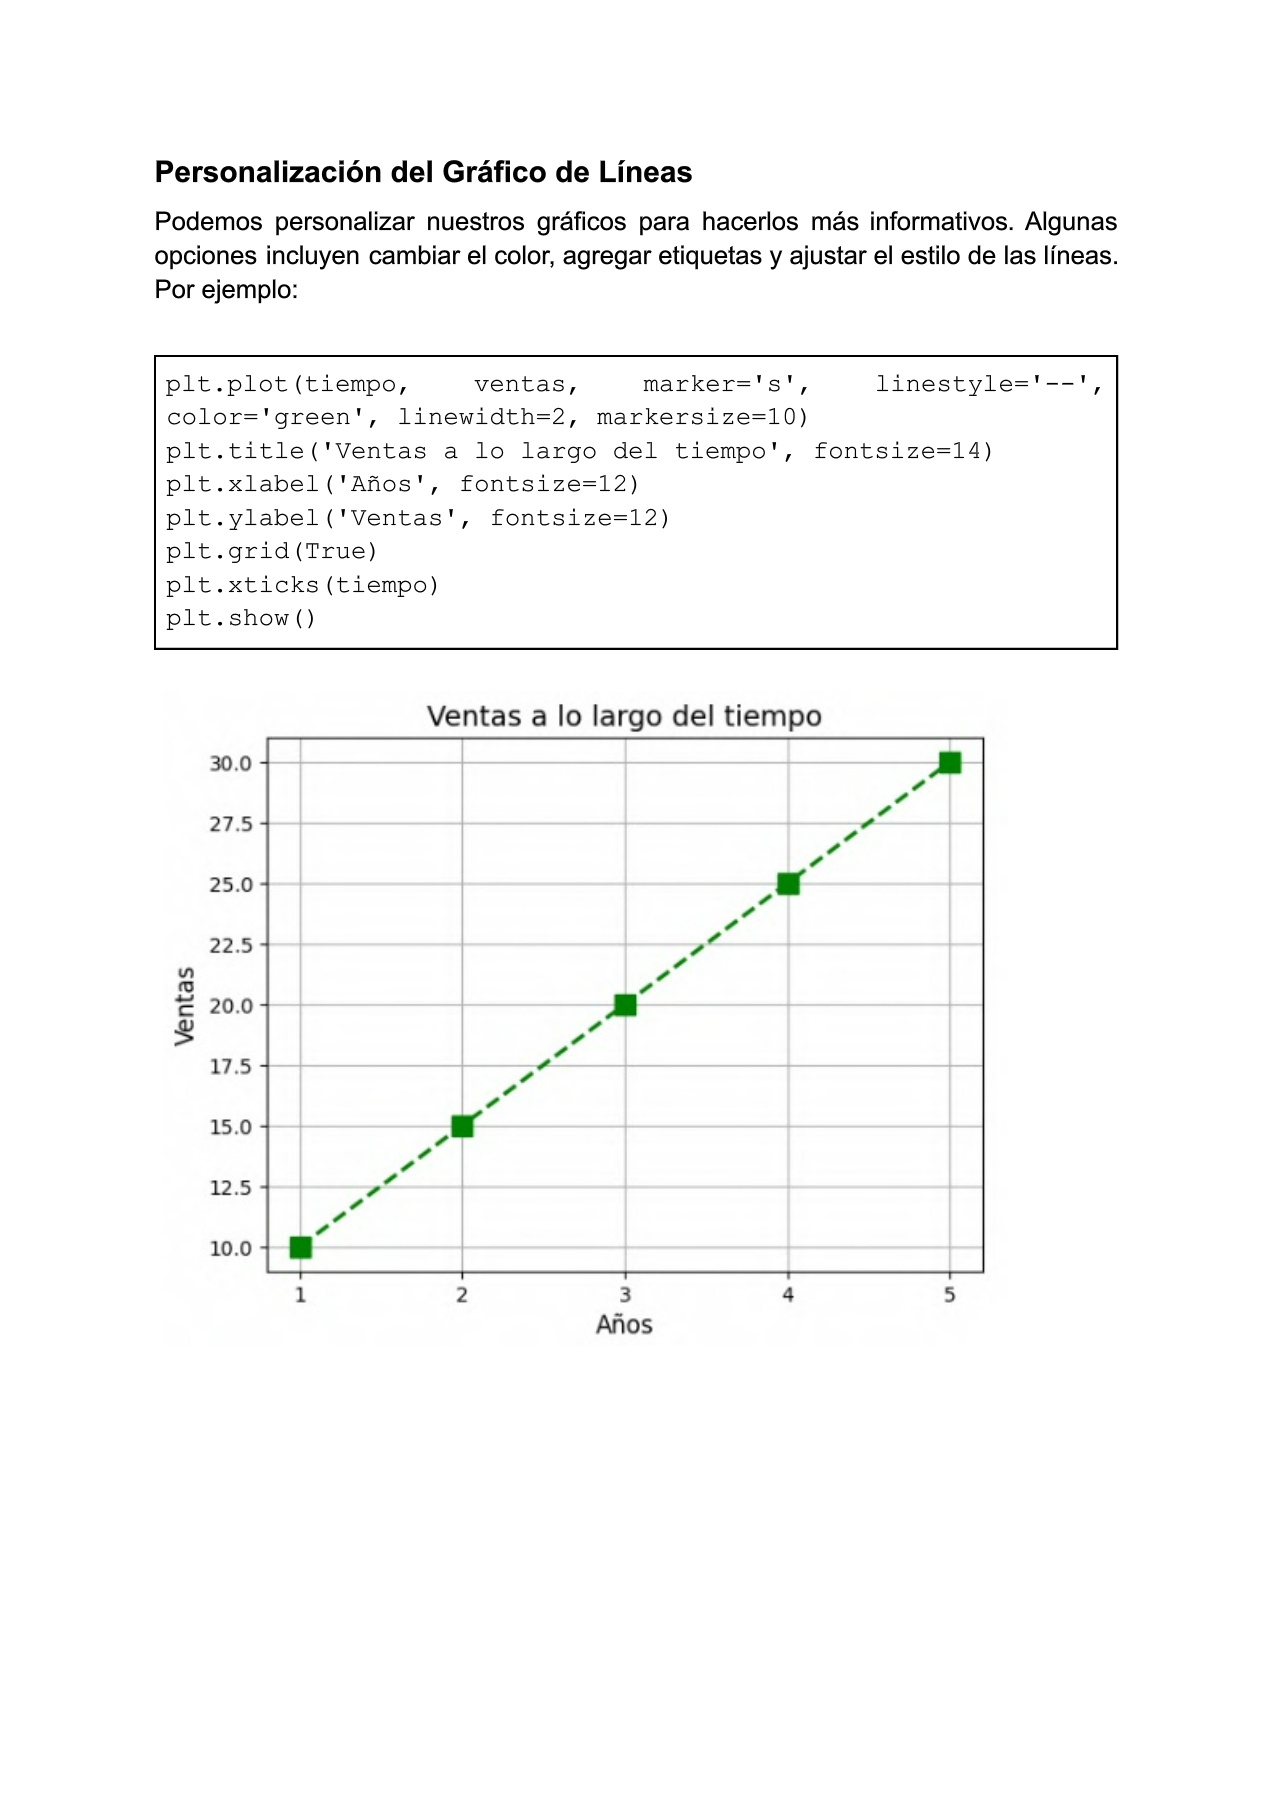 Personalización del Gráfico de Líneas
Podemos personalizar nuestros gráficos para hacerlos más informativos. Algunas
opciones incluyen cambiar el color, agregar etiquetas y ajustar el estilo de las líneas.
Por ejemplo:
plt.plot(tiempo, ventas, marker='s', linestyle='--',
color='green', linewidth=2, markersize=10)
plt.title('Ventas a lo largo del tiempo', fontsize=14)
plt.xlabel('Años', fontsize=12)
plt.ylabel('Ventas', fontsize=12)
plt.grid(True)
plt.xticks(tiempo)
plt.show()
Ventas a lo largo del tiempo
30.0
27.5
25.0
22.5
20.0
17.5
15.0
12.5
10.0
Ventas
1 2 3 4 5
Años